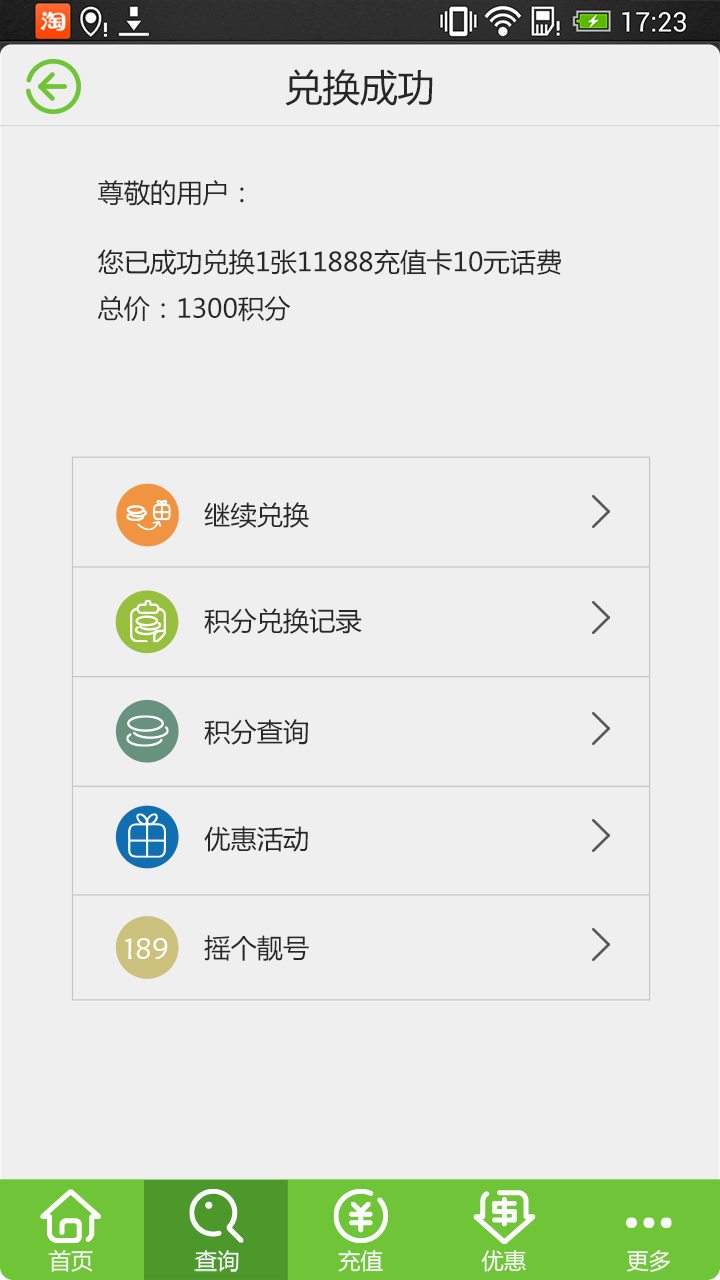 淘
17:23
兑换成功
尊敬的用户：
您已成功兑换1张11888充值卡10元话费
总价：1300积分
继续兑换
积分兑换记录
积分查询
优惠活动
189
摇个靓号
首页
查询
充值
优惠
更多